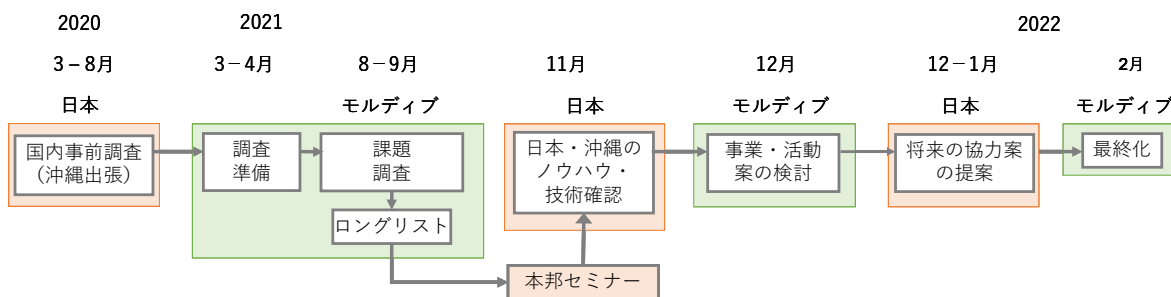 2020
2021
2022
3−8月
3−4月
8−9月
11月
12月
12−1月
2月
日本
モルディブ
日本
モルディブ
日本
モルディブ
国内事前調査
（沖縄出張）
調査
準備
課題
調査
ロングリスト
日本・沖縄の
ノウハウ・
技術確認
本邦セミナー
事業・活動
案の検討
将来の協力案
の提案
最終化